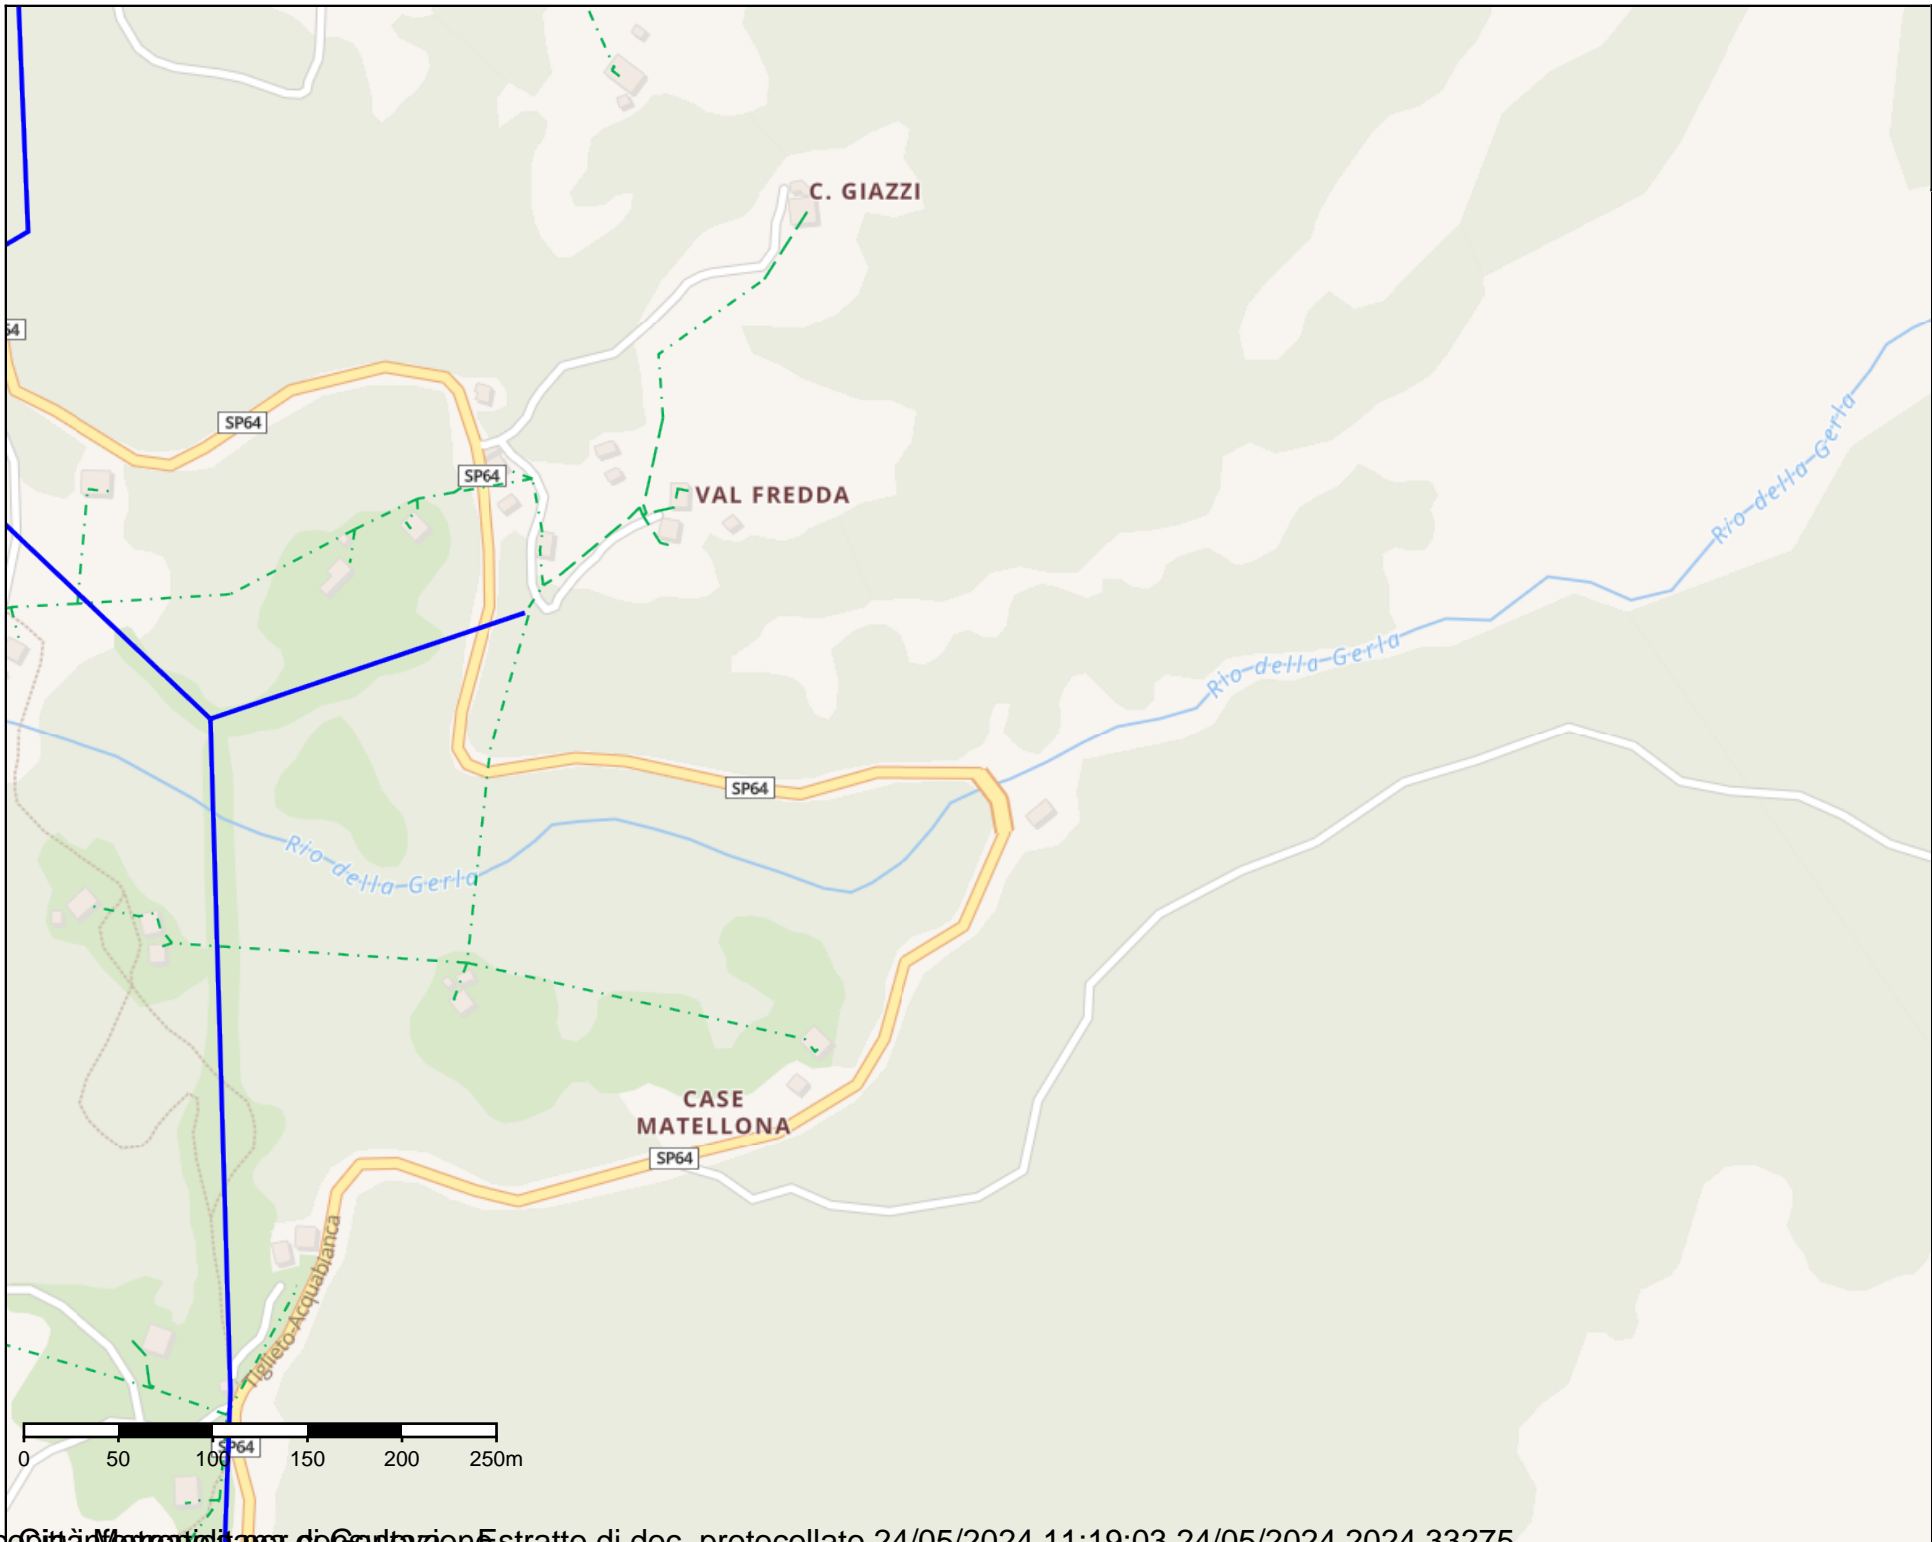 C. GIAZZI
64
SP64
SP64
VAL FREDDA
Rio-della-Gerla
Rio-della-Gerla
SP64
Rio-della-Gerla
CASE
MATELLONA
SP64
Tiglieto-Acquabianca
SP64
0 50 100 150 200 250m
Estratto di doc. protocollato 24/05/2024 11:19:03 24/05/2024 2024 33275